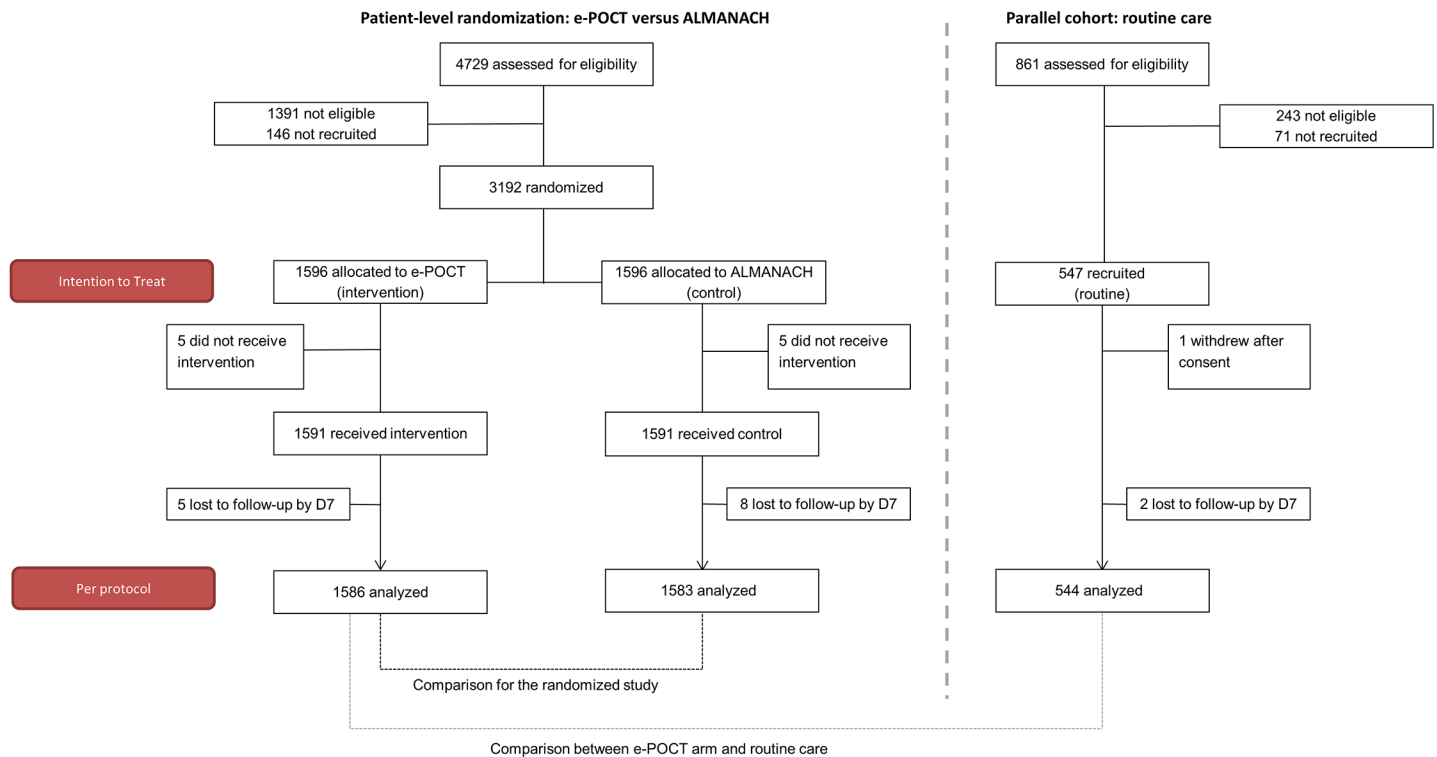 Patient-level randomization: e-POCT versus ALMANACH
Parallel cohort: routine care
4729 assessed for eligibility
861 assessed for eligibility
1391 not eligible
146 not recruited
243 not eligible
71 not recruited
3192 randomized
Intention to Treat
1596 allocated to e-POCT
(intervention)
1596 allocated to ALMANACH
(control)
547 recruited
(routine)
5 did not receive
intervention
5 did not receive
intervention
1 withdrew after
consent
1591 received intervention
1591 received control
5 lost to follow-up by D7
8 lost to follow-up by D7
2 lost to follow-up by D7
Per protocol
1586 analyzed
1583 analyzed
544 analyzed
Comparison for the randomized study
Comparison between e-POCT arm and routine care